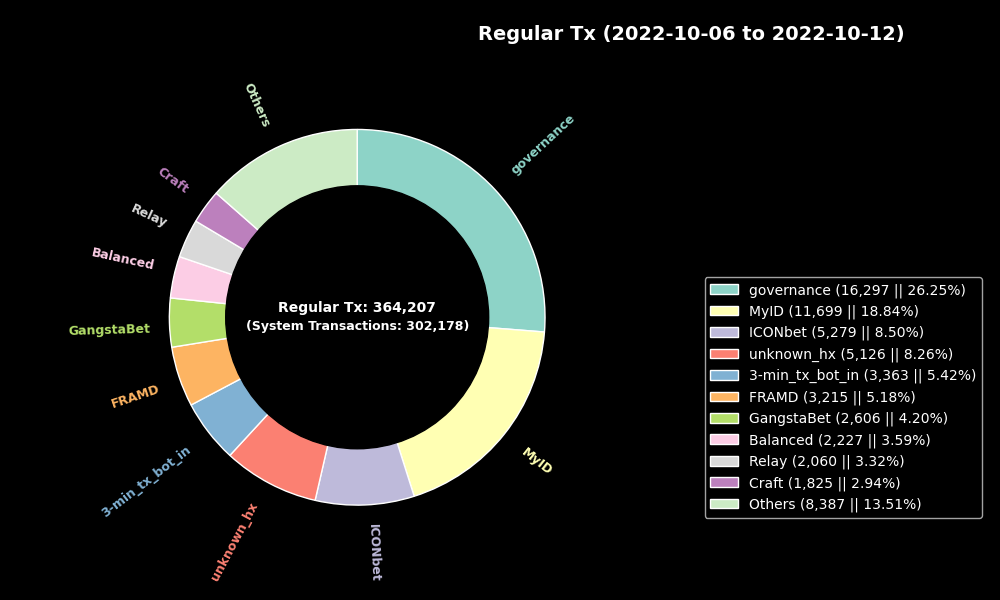 Regular Tx (2022-10-06 to 2022-10-12)
Others
governance
Craft
Relay
Balanced
GangstaBet
FRAMD
3-min_tx_bot_in
unknown_hx
ICONbet
MyID
Regular Tx: 364,207
(System Transactions: 302,178)
governance (16,297 || 26.25%)
MyID (11,699 || 18.84%)
ICONbet (5,279 || 8.50%)
unknown_hx (5,126 || 8.26%)
3-min_tx_bot_in (3,363 || 5.42%)
FRAMD (3,215 || 5.18%)
GangstaBet (2,606 || 4.20%)
Balanced (2,227 || 3.59%)
Relay (2,060 || 3.32%)
Craft (1,825 || 2.94%)
Others (8,387 || 13.51%)